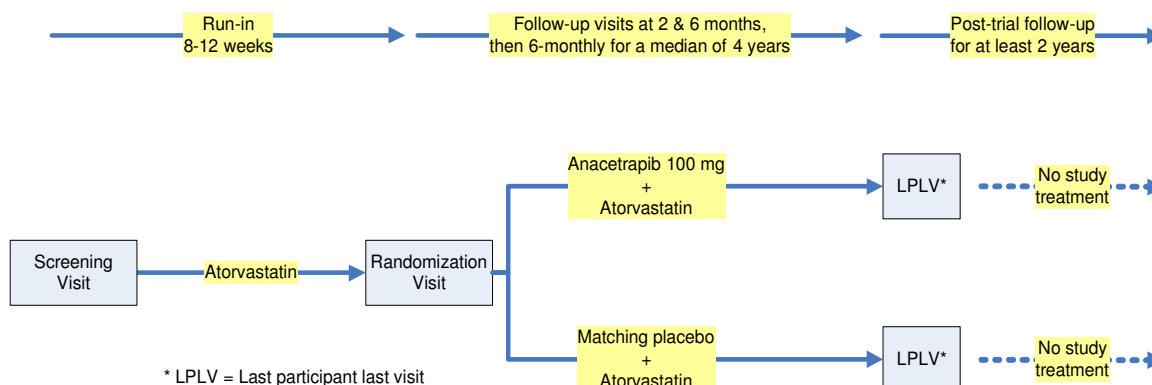 Run-in
8-12 weeks
Follow-up visits at 2 & 6 months,
then 6-monthly for a median of 4 years
Post-trial follow-up
for at least 2 years
Anacetrapib 100 mg
+
Atorvastatin
LPLV*
No study
treatment
Screening
Visit
Atorvastatin
Randomization
Visit
Matching placebo
+
Atorvastatin
LPLV*
No study
treatment
* LPLV = Last participant last visit